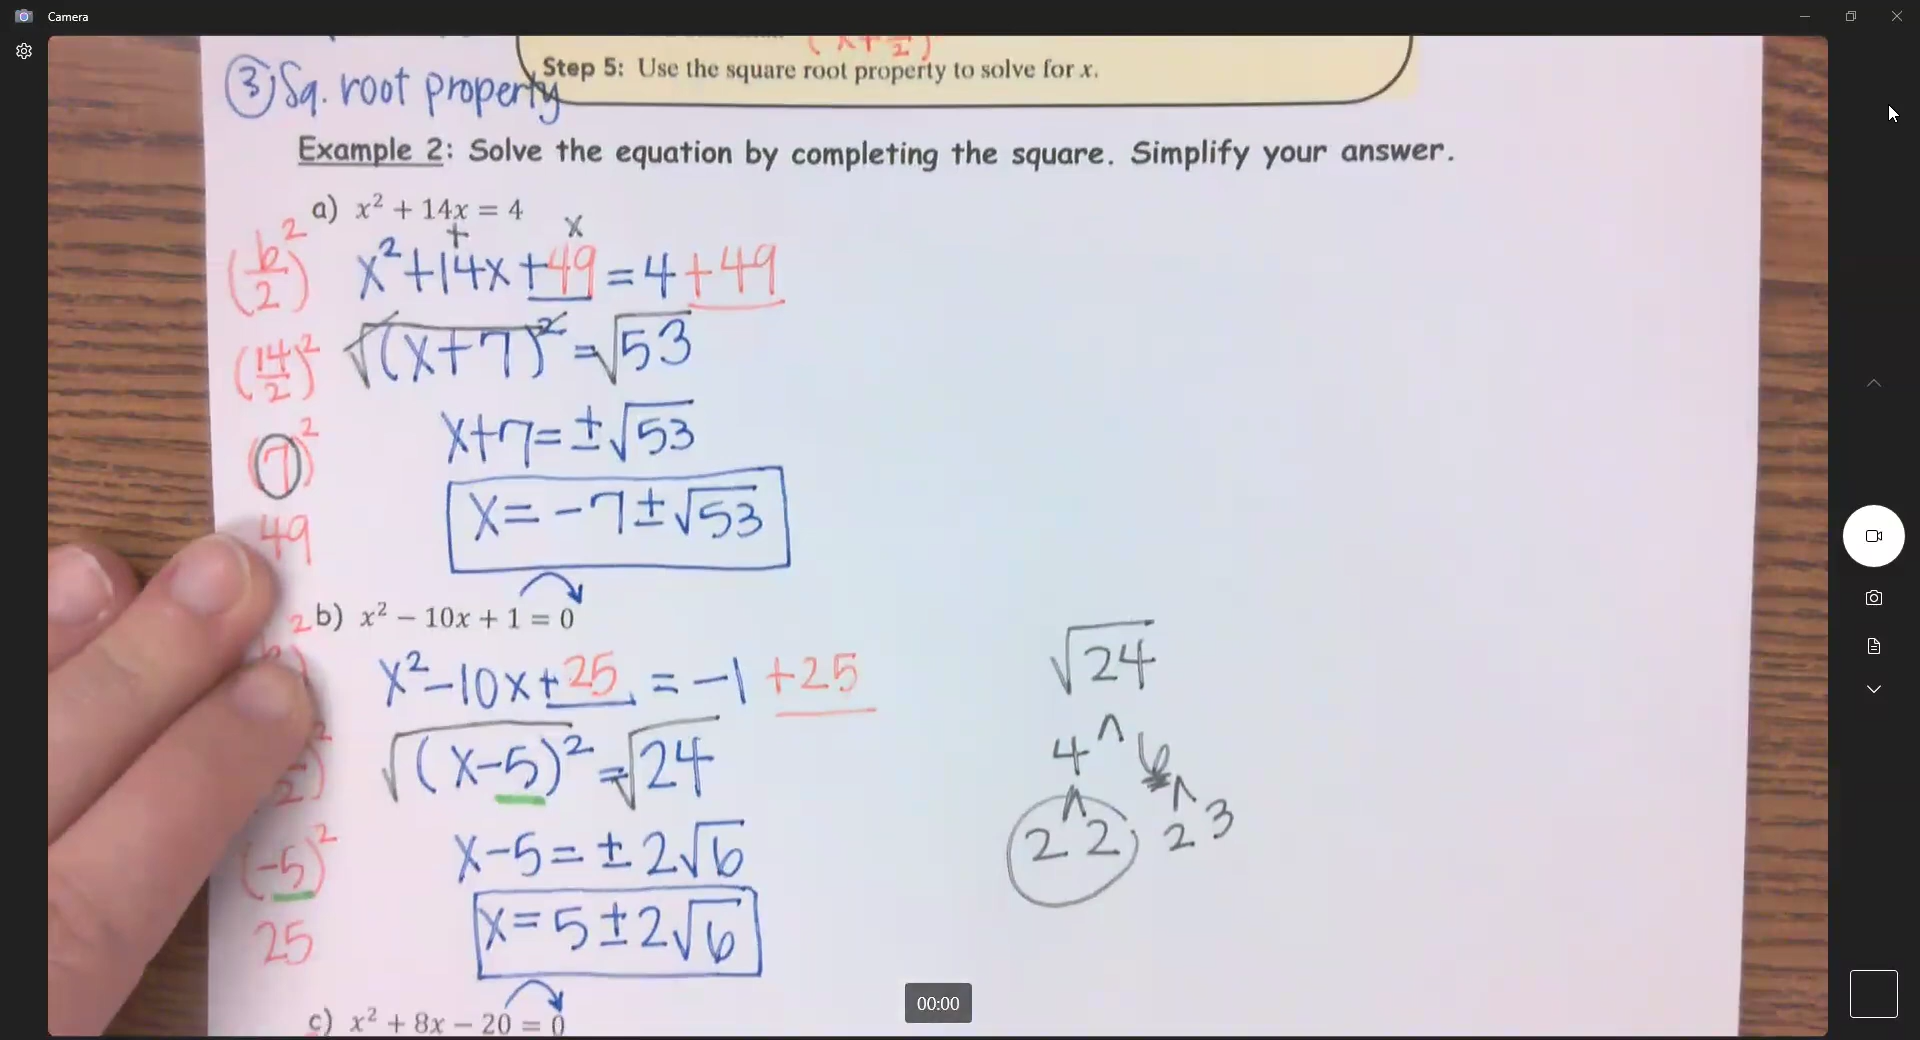 Camera
(x+ /2)
Step 5: Use the square root property to solve for x.
③ Sq. root property
Example 2: Solve the equation by completing the square. Simplify your answer.
a) x² + 14x = 4
+ x
(b/2)² x²+14x+49 = 4+49
(14/2)² √(x+7)² = √53
(7)² x+7=±√53
49 x=-7±√53
b) x² − 10x + 1 = 0
x²-10x+25 = -1 +25
√(x-5)² = √24
x-5=±2√6
(-5)² x=5±2√6
25
√24
4 6
2 2 2 3
00:00
c) x² + 8x − 20 = 0